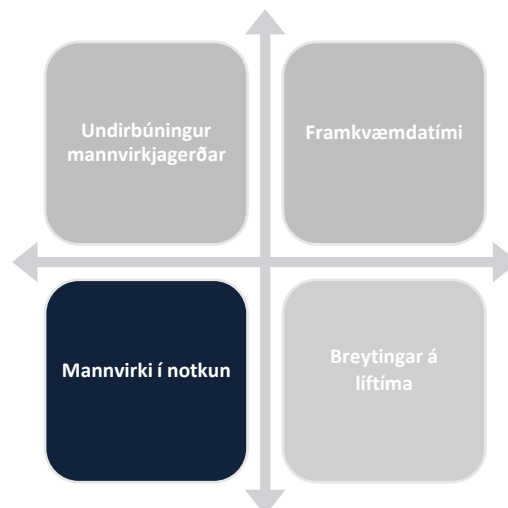 Undirbúningur
mannvirkjagerðar
Framkvæmdatími
Mannvirki í notkun
Breytingar á
líftíma